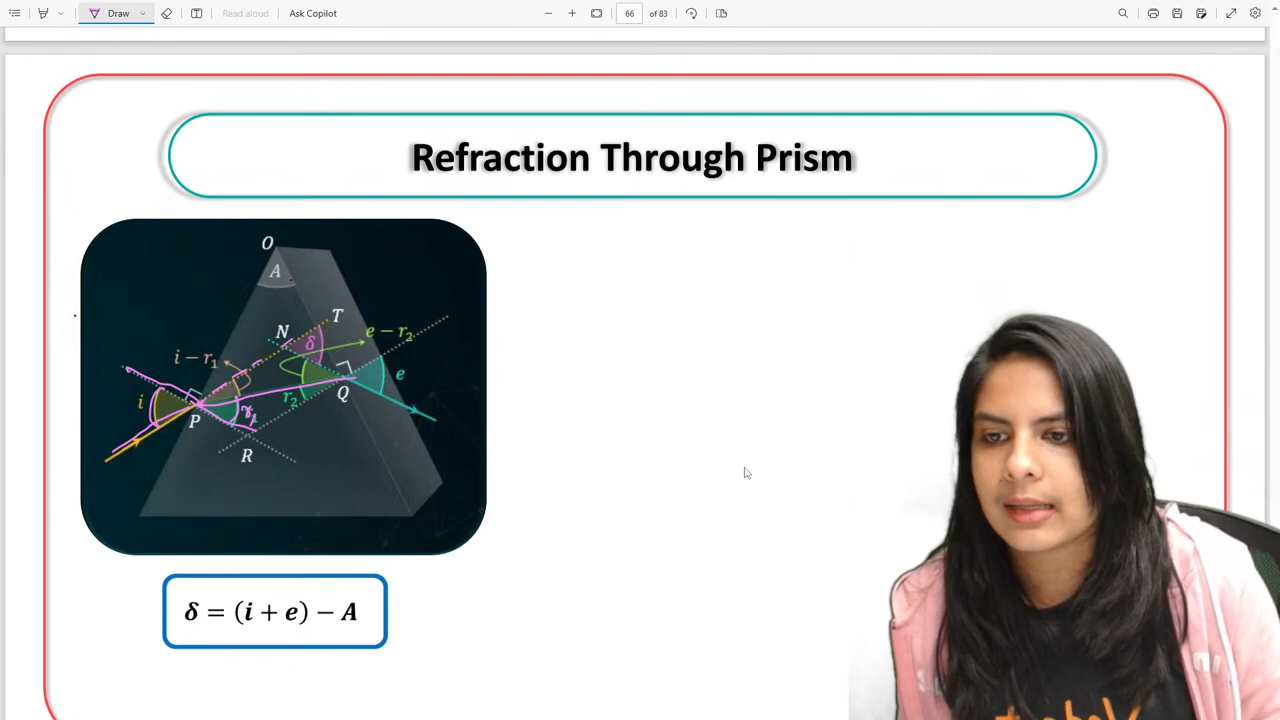 Draw
Read aloud
Ask Copilot
66 of 83
Refraction Through Prism
O
A
N
T
δ
e − r₂
i − r₁
i
e
P
r₁
r₂
Q
R
δ = (i + e) − A